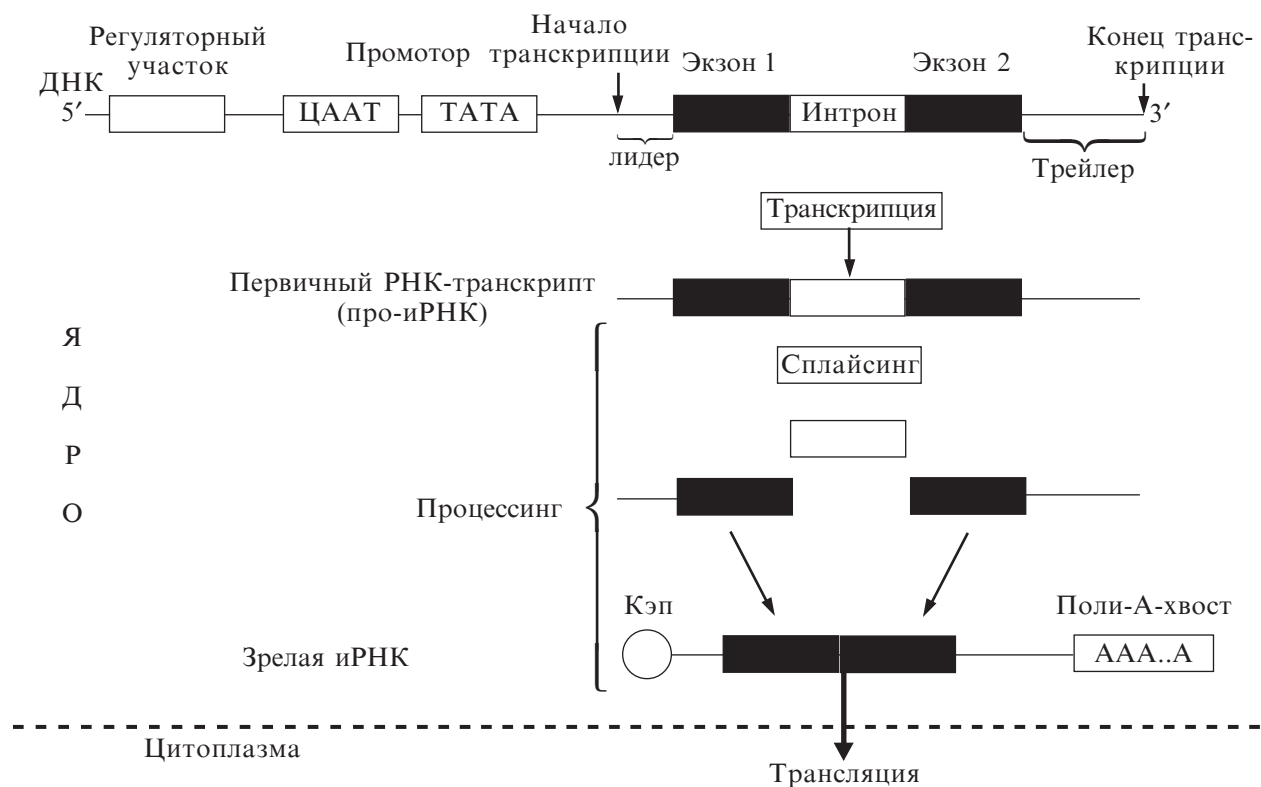 Регуляторный
участок
Промотор
Начало
транскрипции
Экзон 1
Экзон 2
Конец транс-
крипции
ДНК
5′
ЦААТ
ТАТА
Интрон
3′
лидер
Трейлер
Транскрипция
Первичный РНК-транскрипт
(про-иРНК)
Я
Д
Р
О
Сплайсинг
Процессинг
Кэп
Поли-А-хвост
Зрелая иРНК
ААА..А
Цитоплазма
Трансляция